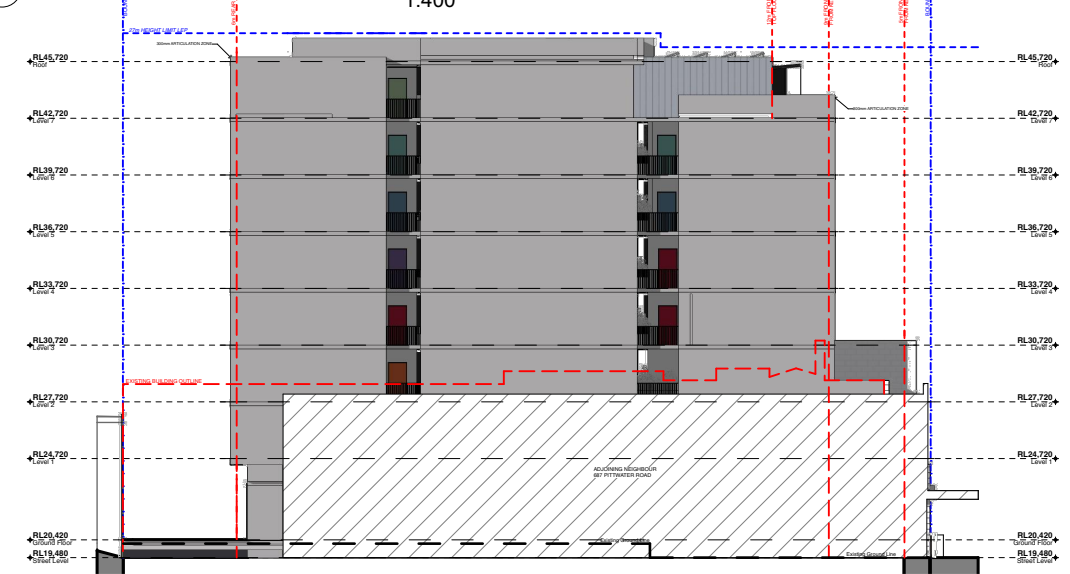 1:400
27m HEIGHT LIMIT LEP
300mm ARTICULATION ZONE
RL45,720
Roof
RL45,720
Roof
RL42,720
Level 7
RL42,720
Level 7
RL39,720
Level 6
RL39,720
Level 6
RL36,720
Level 5
RL36,720
Level 5
RL33,720
Level 4
RL33,720
Level 4
RL30,720
Level 3
RL30,720
Level 3
EXISTING BUILDING OUTLINE
RL27,720
Level 2
RL27,720
Level 2
RL24,720
Level 1
RL24,720
Level 1
ADJOINING NEIGHBOUR
687 PITTWATER ROAD
RL20,420
Ground Floor
RL20,420
Ground Floor
Existing Ground Line
Existing Ground Line
RL19,480
Street Level
RL19,480
Street Level